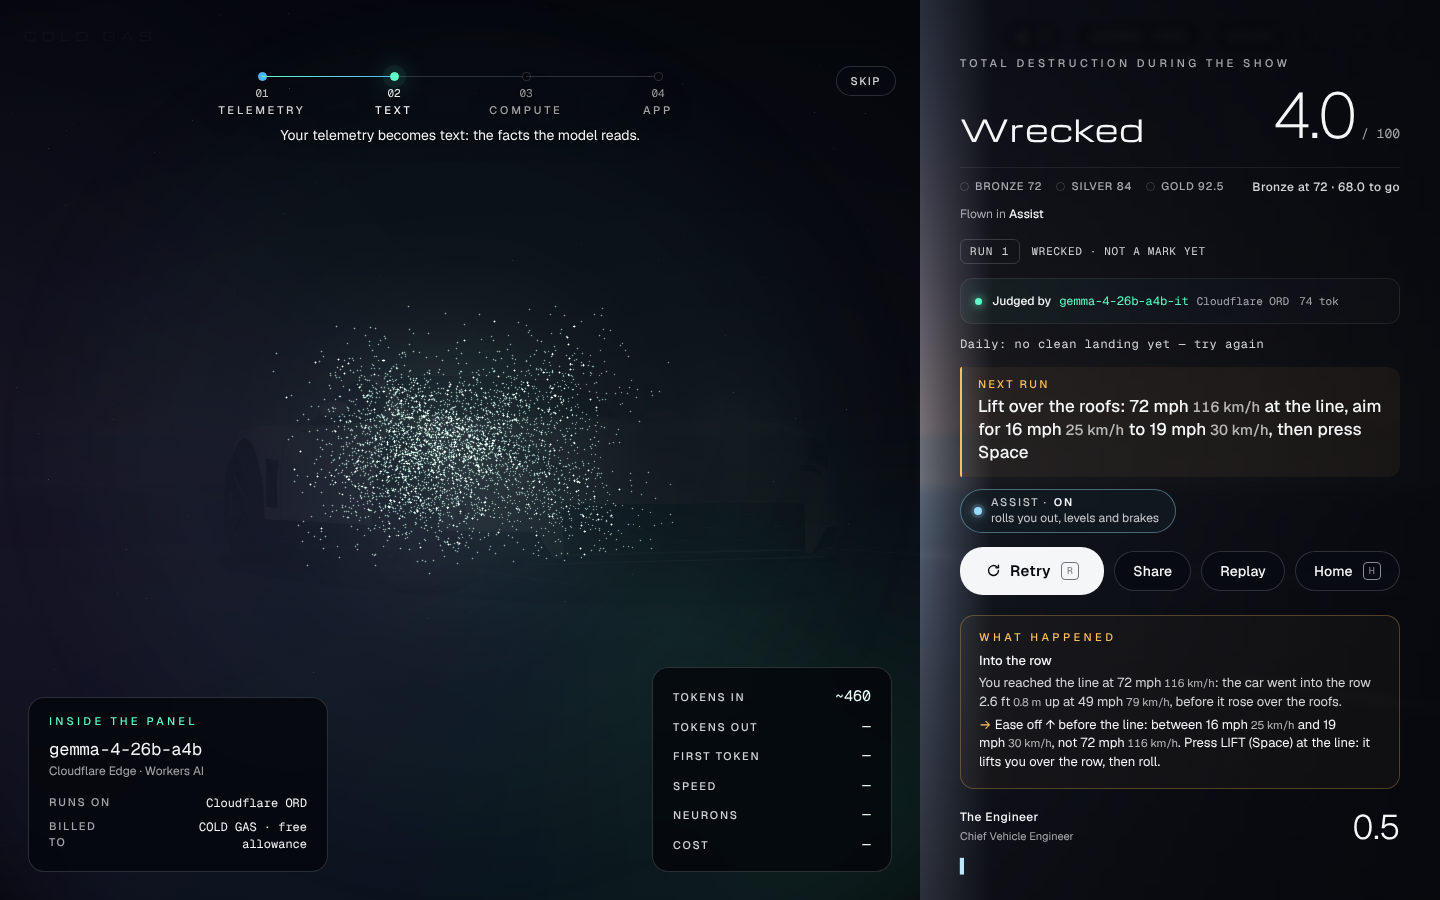 COLD GAS
01
TELEMETRY
02
TEXT
03
COMPUTE
04
APP
SKIP
Your telemetry becomes text: the facts the model reads.
INSIDE THE PANEL
gemma-4-26b-a4b
Cloudflare Edge · Workers AI
RUNS ON Cloudflare ORD
BILLED TO COLD GAS · free allowance
TOKENS IN ~460
TOKENS OUT —
FIRST TOKEN —
SPEED —
NEURONS —
COST —
TOTAL DESTRUCTION DURING THE SHOW
Wrecked 4.0 / 100
BRONZE 72 SILVER 84 GOLD 92.5 Bronze at 72 · 68.0 to go
Flown in Assist
RUN 1 WRECKED · NOT A MARK YET
Judged by gemma-4-26b-a4b-it Cloudflare ORD 74 tok
Daily: no clean landing yet — try again
NEXT RUN
Lift over the roofs: 72 mph 116 km/h at the line, aim
for 16 mph 25 km/h to 19 mph 30 km/h, then press
Space
ASSIST · ON
rolls you out, levels and brakes
Retry R
Share
Replay
Home H
WHAT HAPPENED
Into the row
You reached the line at 72 mph 116 km/h: the car went into the row
2.6 ft 0.8 m up at 49 mph 79 km/h, before it rose over the roofs.
→ Ease off ↑ before the line: between 16 mph 25 km/h and 19
mph 30 km/h, not 72 mph 116 km/h. Press LIFT (Space) at the line: it
lifts you over the row, then roll.
The Engineer 0.5
Chief Vehicle Engineer